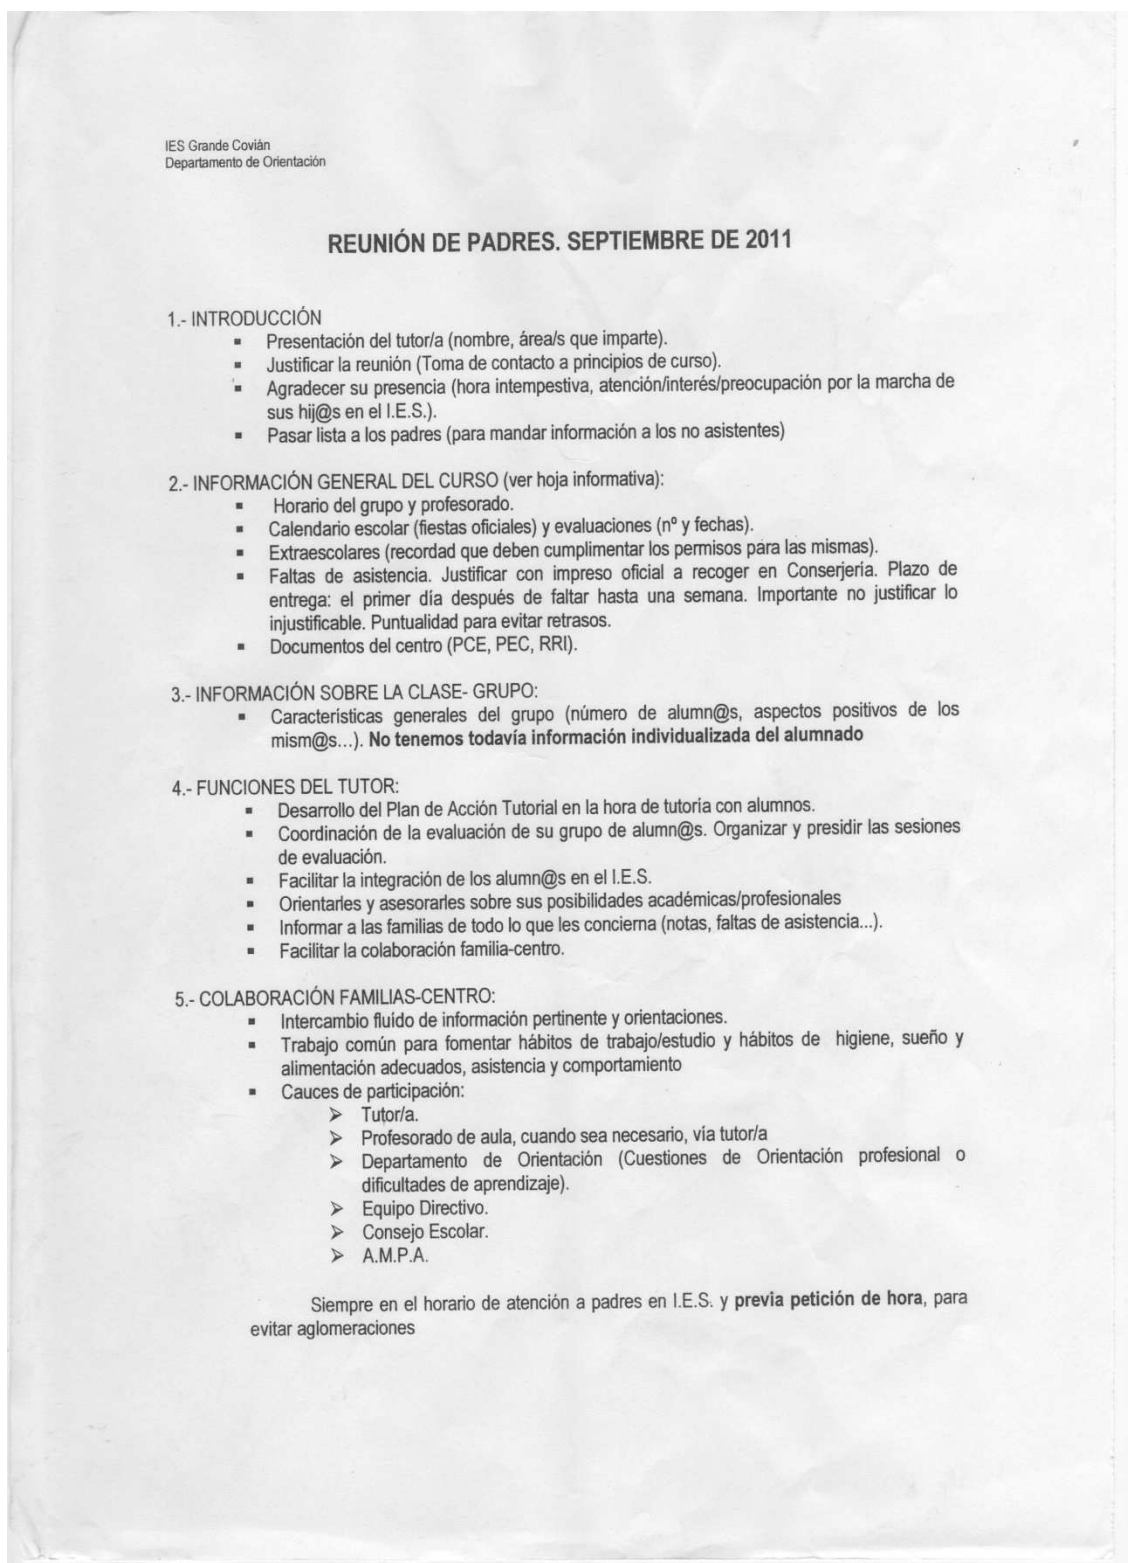 IES Grande Covián
Departamento de Orientación
REUNIÓN DE PADRES. SEPTIEMBRE DE 2011
1.- INTRODUCCIÓN
▪ Presentación del tutor/a (nombre, área/s que imparte).
▪ Justificar la reunión (Toma de contacto a principios de curso).
▪ Agradecer su presencia (hora intempestiva, atención/interés/preocupación por la marcha de
sus hij@s en el I.E.S.).
▪ Pasar lista a los padres (para mandar información a los no asistentes)
2.- INFORMACIÓN GENERAL DEL CURSO (ver hoja informativa):
▪ Horario del grupo y profesorado.
▪ Calendario escolar (fiestas oficiales) y evaluaciones (nº y fechas).
▪ Extraescolares (recordad que deben cumplimentar los permisos para las mismas).
▪ Faltas de asistencia. Justificar con impreso oficial a recoger en Conserjería. Plazo de
entrega: el primer día después de faltar hasta una semana. Importante no justificar lo
injustificable. Puntualidad para evitar retrasos.
▪ Documentos del centro (PCE, PEC, RRI).
3.- INFORMACIÓN SOBRE LA CLASE- GRUPO:
▪ Características generales del grupo (número de alumn@s, aspectos positivos de los
mism@s...). No tenemos todavía información individualizada del alumnado
4.- FUNCIONES DEL TUTOR:
▪ Desarrollo del Plan de Acción Tutorial en la hora de tutoría con alumnos.
▪ Coordinación de la evaluación de su grupo de alumn@s. Organizar y presidir las sesiones
de evaluación.
▪ Facilitar la integración de los alumn@s en el I.E.S.
▪ Orientarles y asesorarles sobre sus posibilidades académicas/profesionales
▪ Informar a las familias de todo lo que les concierna (notas, faltas de asistencia...).
▪ Facilitar la colaboración familia-centro.
5.- COLABORACIÓN FAMILIAS-CENTRO:
▪ Intercambio fluído de información pertinente y orientaciones.
▪ Trabajo común para fomentar hábitos de trabajo/estudio y hábitos de higiene, sueño y
alimentación adecuados, asistencia y comportamiento
▪ Cauces de participación:
➢ Tutor/a.
➢ Profesorado de aula, cuando sea necesario, vía tutor/a
➢ Departamento de Orientación (Cuestiones de Orientación profesional o
dificultades de aprendizaje).
➢ Equipo Directivo.
➢ Consejo Escolar.
➢ A.M.P.A.
Siempre en el horario de atención a padres en I.E.S. y previa petición de hora, para
evitar aglomeraciones